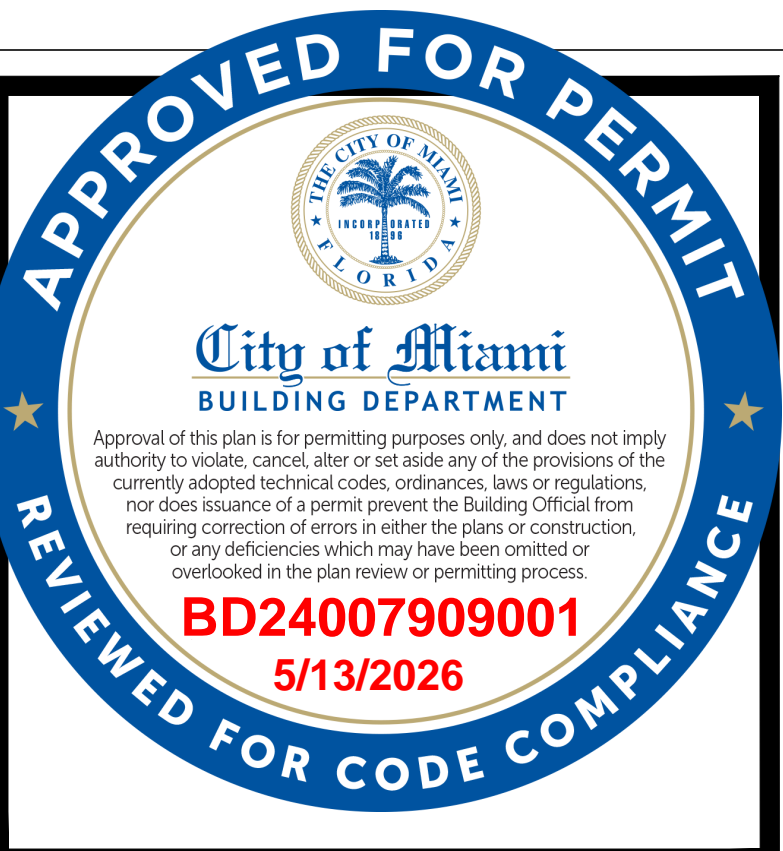 APPROVED FOR PERMIT
THE CITY OF MIAMI
INCORPORATED
1896
FLORIDA
City of Miami
BUILDING DEPARTMENT
Approval of this plan is for permitting purposes only, and does not imply
authority to violate, cancel, alter or set aside any of the provisions of the
currently adopted technical codes, ordinances, laws or regulations,
nor does issuance of a permit prevent the Building Official from
requiring correction of errors in either the plans or construction,
or any deficiencies which may have been omitted or
overlooked in the plan review or permitting process.
BD24007909001
5/13/2026
REVIEWED FOR CODE COMPLIANCE